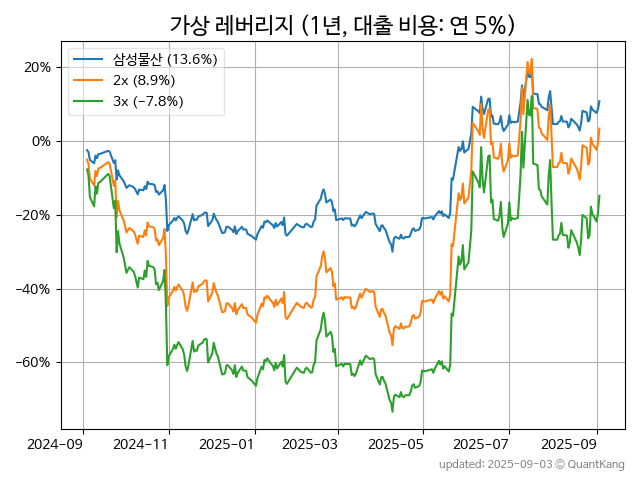 가상 레버리지 (1년, 대출 비용: 연 5%)
삼성물산 (13.6%)
2x (8.9%)
3x (−7.8%)
20%
0%
−20%
−40%
−60%
2024-09 2024-11 2025-01 2025-03 2025-05 2025-07 2025-09
updated: 2025-09-03 © QuantKang